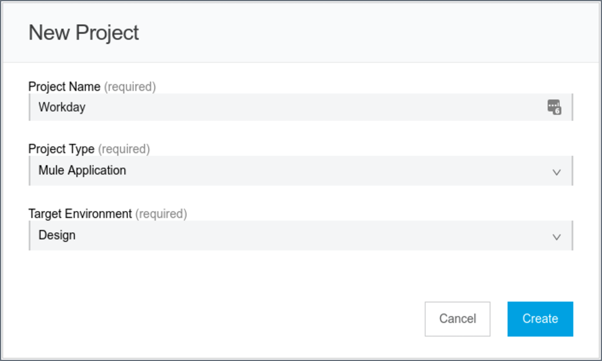 New Project
Project Name (required)
Workday
Project Type (required)
Mule Application
Target Environment (required)
Design
Cancel Create